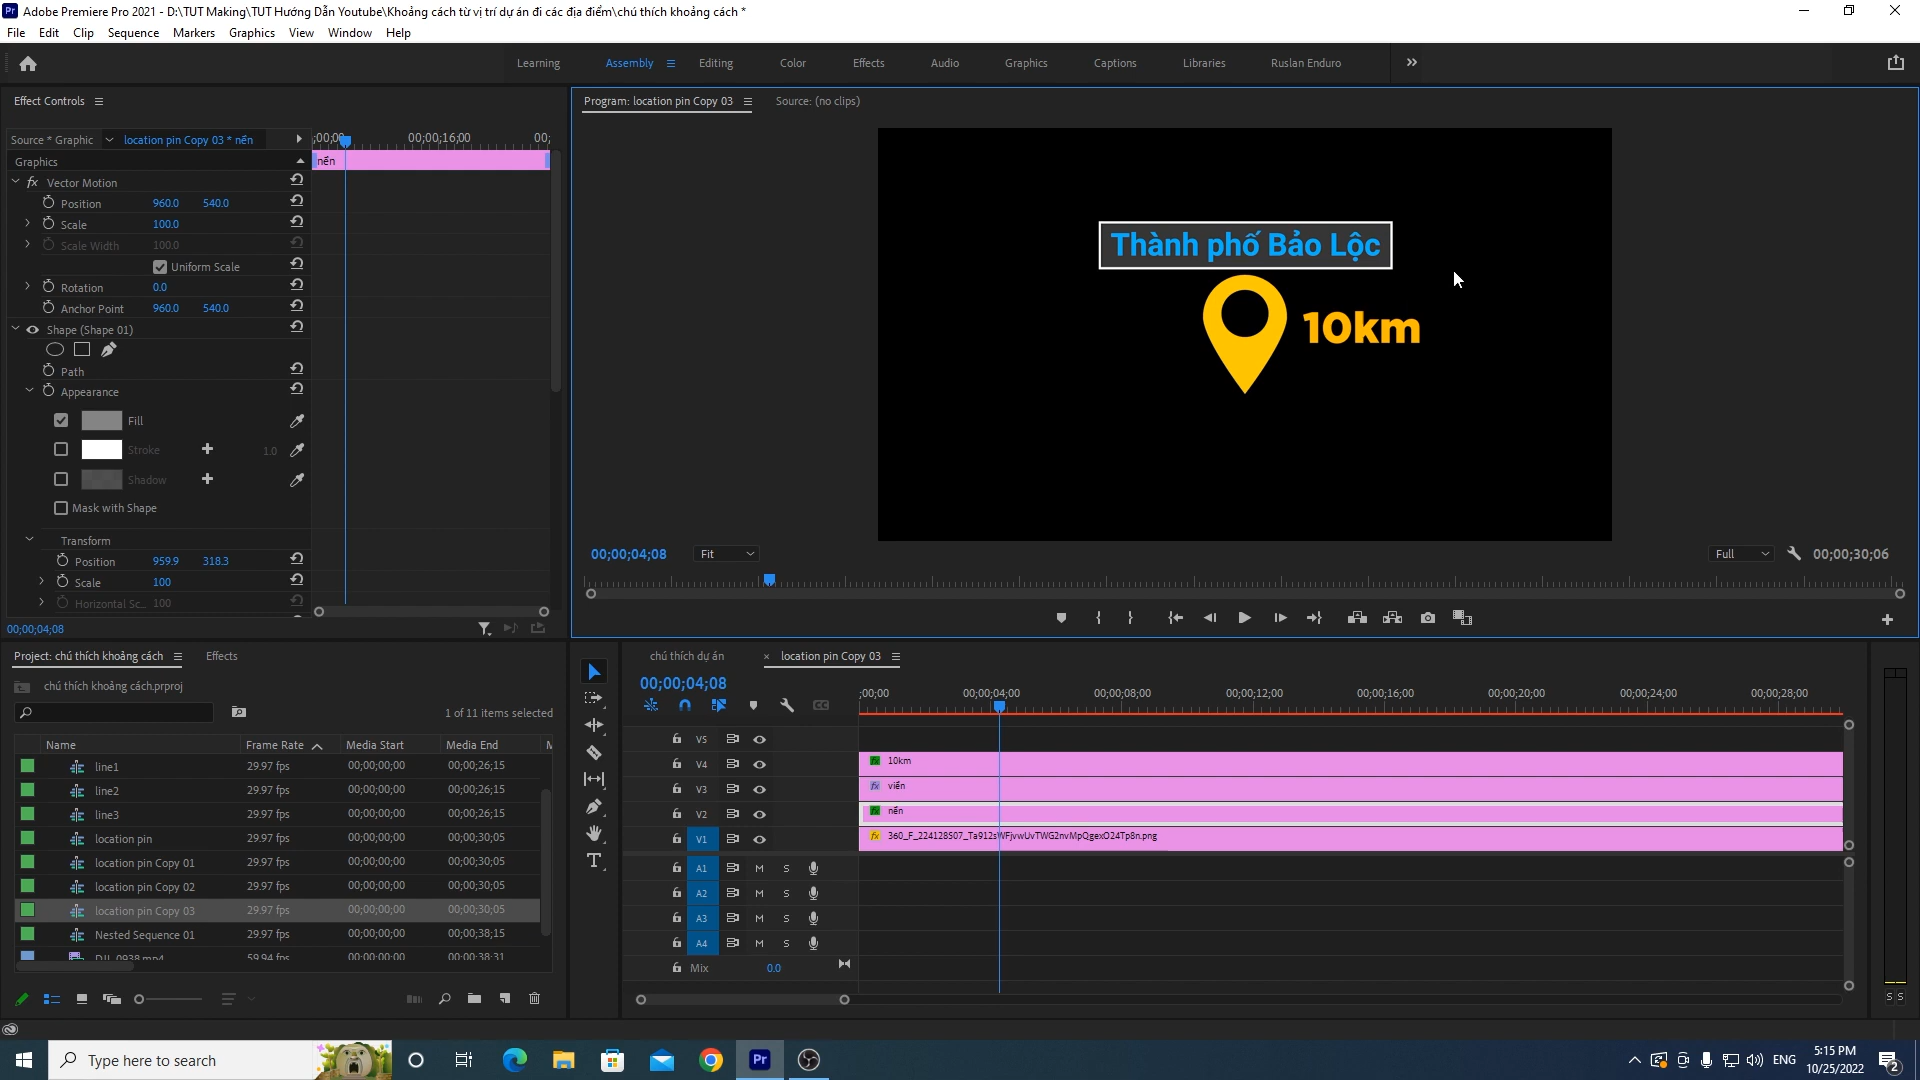 Adobe Premiere Pro 2021 - D:\TUT Making\TUT Hướng Dẫn Youtube\Khoảng cách từ vị trí dự án đi các địa điểm\chú thích khoảng cách *
File Edit Clip Sequence Markers Graphics View Window Help
Learning Assembly Editing Color Effects Audio Graphics Captions Libraries Ruslan Enduro
Effect Controls
Source * Graphic location pin Copy 03 * nền
;00;00 00;00;16;00 00;
Graphics
nền
Vector Motion
Position 960.0 540.0
Scale 100.0
Scale Width 100.0
Uniform Scale
Rotation 0.0
Anchor Point 960.0 540.0
Shape (Shape 01)
Path
Appearance
Fill
Stroke 1.0
Shadow
Mask with Shape
Transform
Position 959.9 318.3
Scale 100
Horizontal Sc... 100
00;00;04;08
Program: location pin Copy 03 Source: (no clips)
Thành phố Bảo Lộc
10km
00;00;04;08 Fit Full 00;00;30;06
Project: chú thích khoảng cách Effects
chú thích khoảng cách.prproj
1 of 11 items selected
Name Frame Rate Media Start Media End M
line1 29.97 fps 00;00;00;00 00;00;26;15
line2 29.97 fps 00;00;00;00 00;00;26;15
line3 29.97 fps 00;00;00;00 00;00;26;15
location pin 29.97 fps 00;00;00;00 00;00;30;05
location pin Copy 01 29.97 fps 00;00;00;00 00;00;30;05
location pin Copy 02 29.97 fps 00;00;00;00 00;00;30;05
location pin Copy 03 29.97 fps 00;00;00;00 00;00;30;05
Nested Sequence 01 29.97 fps 00;00;00;00 00;00;38;15
DJI_0938.mp4 59.94 fps 00;00;00;00 00;00;38;31
chú thích dự án location pin Copy 03
00;00;04;08
;00;00 00;00;04;00 00;00;08;00 00;00;12;00 00;00;16;00 00;00;20;00 00;00;24;00 00;00;28;00
V5
V4 10km
V3 viền
V2 nền
V1
A1 M S
A2 M S
A3 M S
A4 M S
Mix 0.0
S S
Type here to search
Pr
ENG
5:15 PM
10/25/2022
2